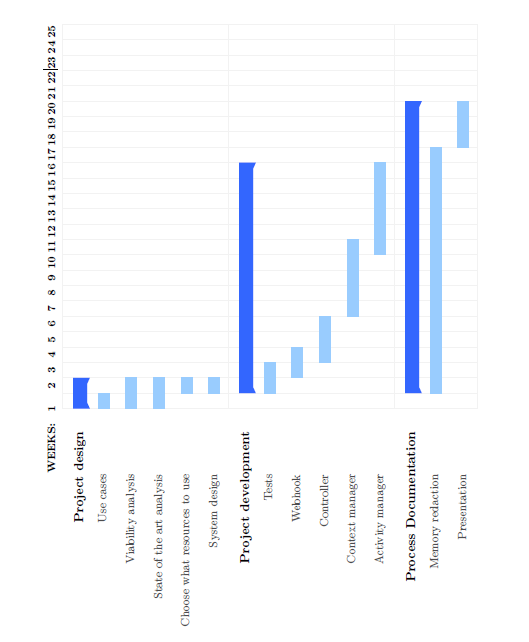 WEEKS: 1 2 3 4 5 6 7 8 9 10 11 12 13 14 15 16 17 18 19 20 21 22 23 24 25
Project design
Use cases
Viability analysis
State of the art analysis
Choose what resources to use
System design
Project development
Tests
Webhook
Controller
Context manager
Activity manager
Process Documentation
Memory redaction
Presentation